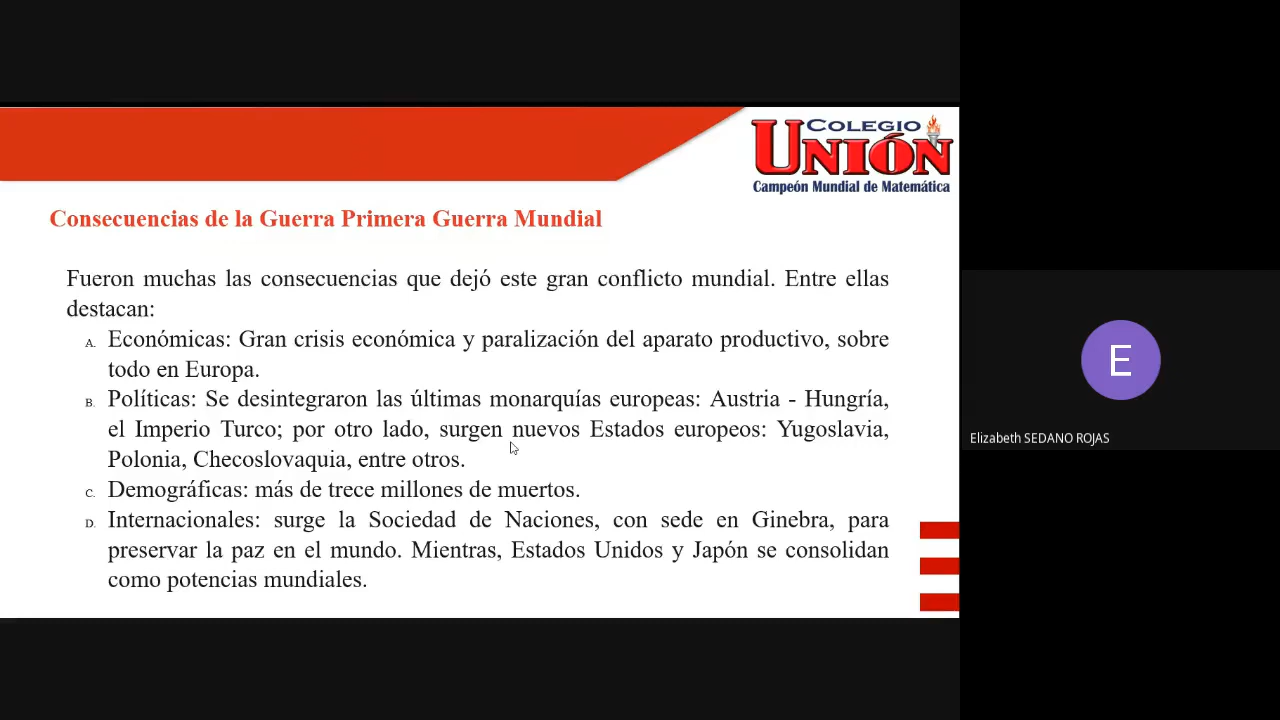 COLEGIO
UNIÓN
Campeón Mundial de Matemática
Consecuencias de la Guerra Primera Guerra Mundial
Fueron muchas las consecuencias que dejó este gran conflicto mundial. Entre ellas
destacan:
A. Económicas: Gran crisis económica y paralización del aparato productivo, sobre
todo en Europa.
B. Políticas: Se desintegraron las últimas monarquías europeas: Austria - Hungría,
el Imperio Turco; por otro lado, surgen nuevos Estados europeos: Yugoslavia,
Polonia, Checoslovaquia, entre otros.
C. Demográficas: más de trece millones de muertos.
D. Internacionales: surge la Sociedad de Naciones, con sede en Ginebra, para
preservar la paz en el mundo. Mientras, Estados Unidos y Japón se consolidan
como potencias mundiales.
E
Elizabeth SEDANO ROJAS